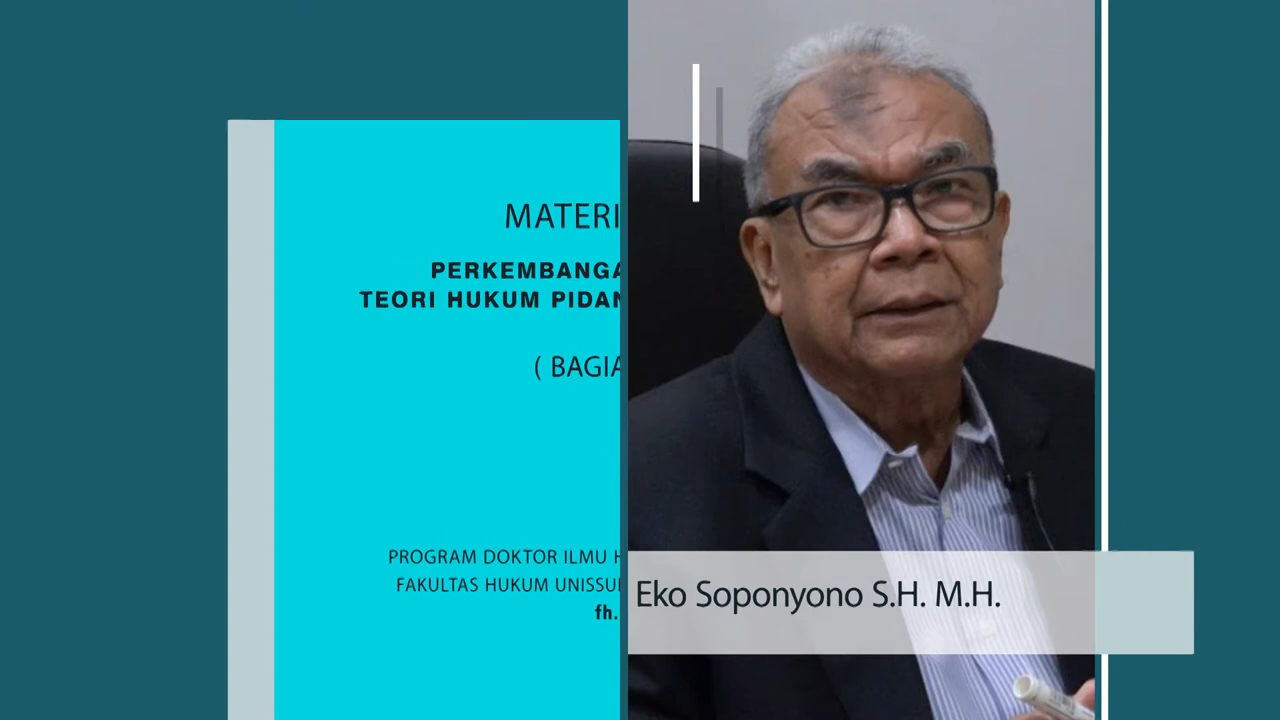 MATERI
PERKEMBANGA
TEORI HUKUM PIDAN
( BAGIA
PROGRAM DOKTOR ILMU H
FAKULTAS HUKUM UNISSU
fh.
Eko Soponyono S.H. M.H.